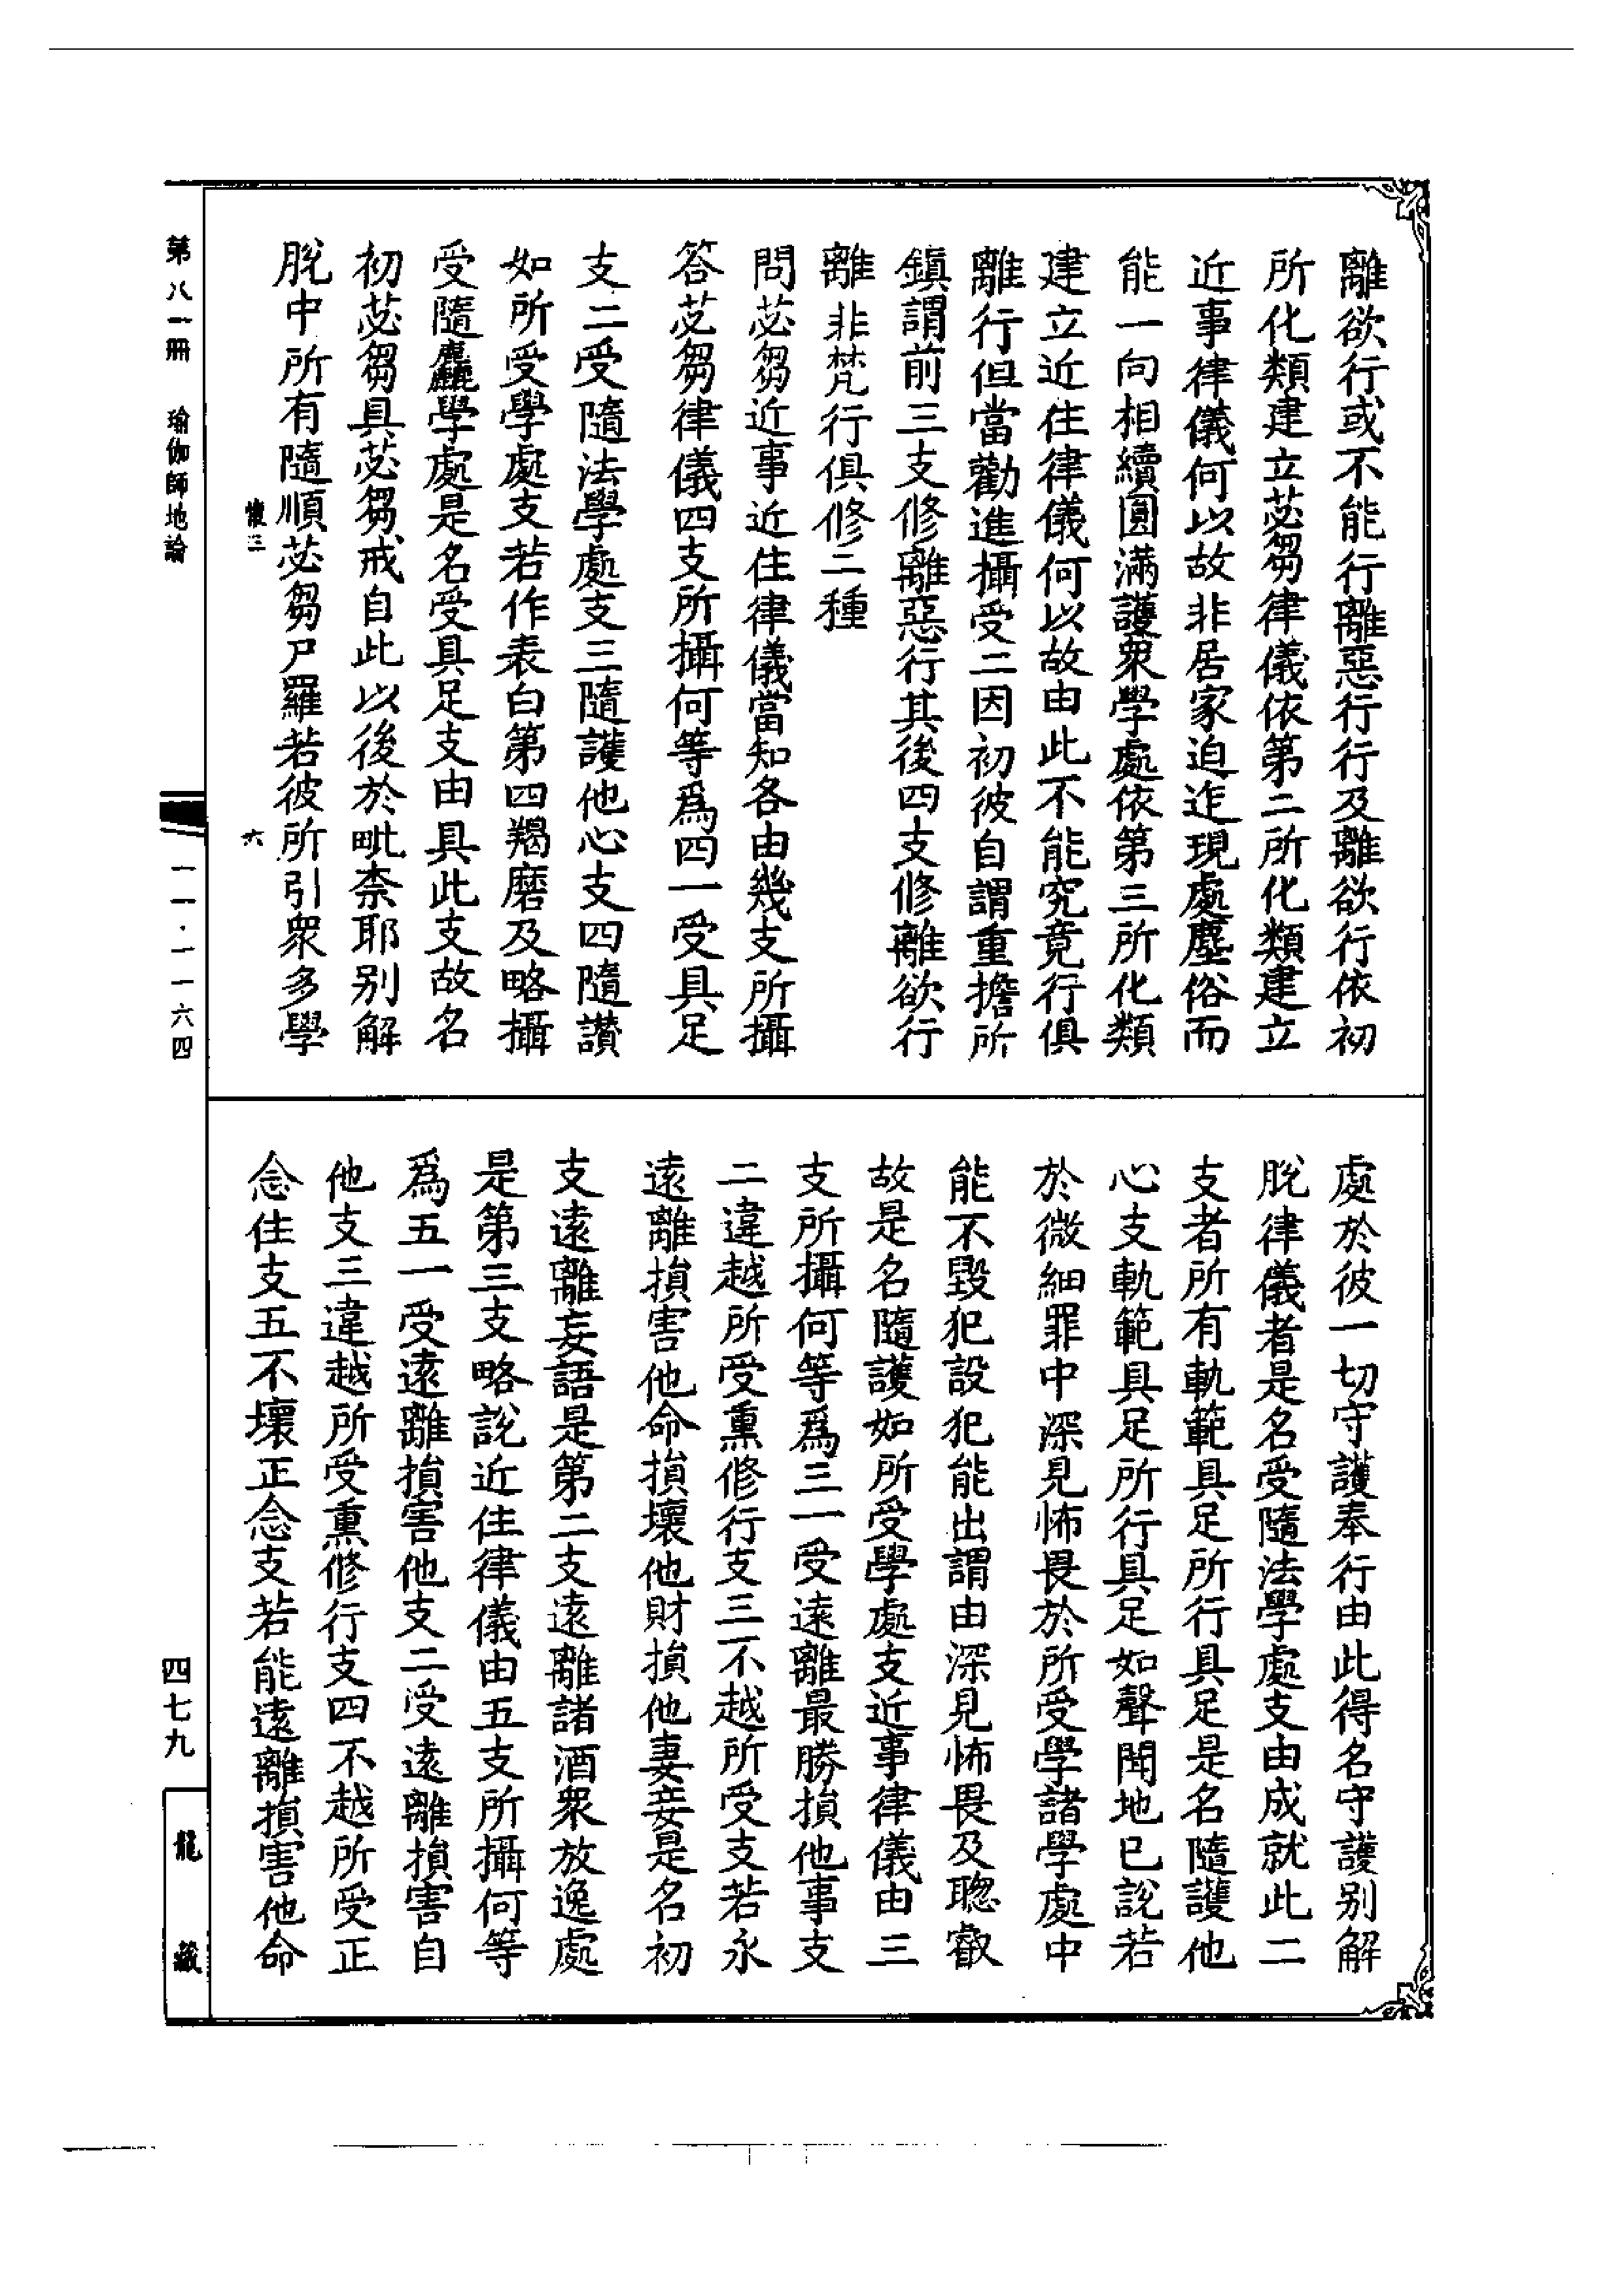 離欲行或不能行離惡行行及離欲行依初
所化類建立苾芻律儀依第二所化類建立
近事律儀何以故非居家迫迮現處塵俗而
能一向相續圓滿護衆學處依第三所化類
建立近住律儀何以故由此不能究竟行俱
離行但當勸進攝受二因初彼自謂重擔所
鎮謂前三支修離惡行其後四支修離欲行
離非梵行俱修二種
問苾芻近事近住律儀當知各由幾支所攝
答苾芻律儀四支所攝何等爲四一受具足
支二受隨法學處支三隨護他心支四隨讃
如所受學處支若作表白第四羯磨及略攝
受隨麤學處是名受具足支由具此支故名
初苾芻具苾芻戒自此以後於毗奈耶别解
脫中所有隨順苾芻尸羅若彼所引衆多學
處於彼一切守護奉行由此得名守護别解
脫律儀者是名受隨法學處支由成就此二
支者所有軌範具足所行具足是名隨護他
心支軌範具足所行具足如聲聞地已說若
於微細罪中深見怖畏於所受學諸學處中
能不毀犯設犯能出謂由深見怖畏及聰叡
故是名隨護如所受學處支近事律儀由三
支所攝何等爲三一受遠離最勝損他事支
二違越所受熏修行支三不越所受支若永
遠離損害他命損壞他財損他妻妾是名初
支遠離妄語是第二支遠離諸酒衆放逸處
是第三支略說近住律儀由五支所攝何等
爲五一受遠離損害他支二受遠離損害自
他支三違越所受熏修行支四不越所受正
念住支五不壞正念支若能遠離損害他命
第八一冊 瑜伽師地論
懷三 六
一一·一一六四
四七九
龍藏